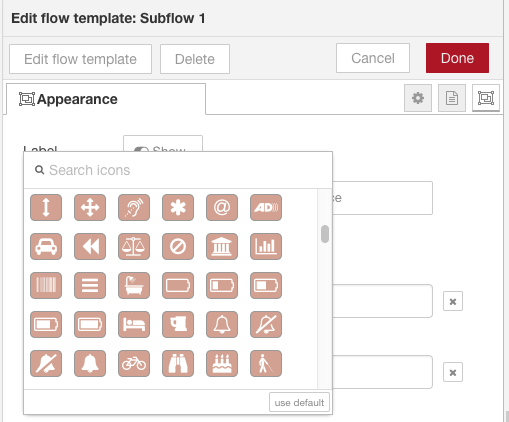 Edit flow template: Subflow 1
Edit flow template
Delete
Cancel
Done
Appearance
Label
Show
Search icons
@ AD
use default